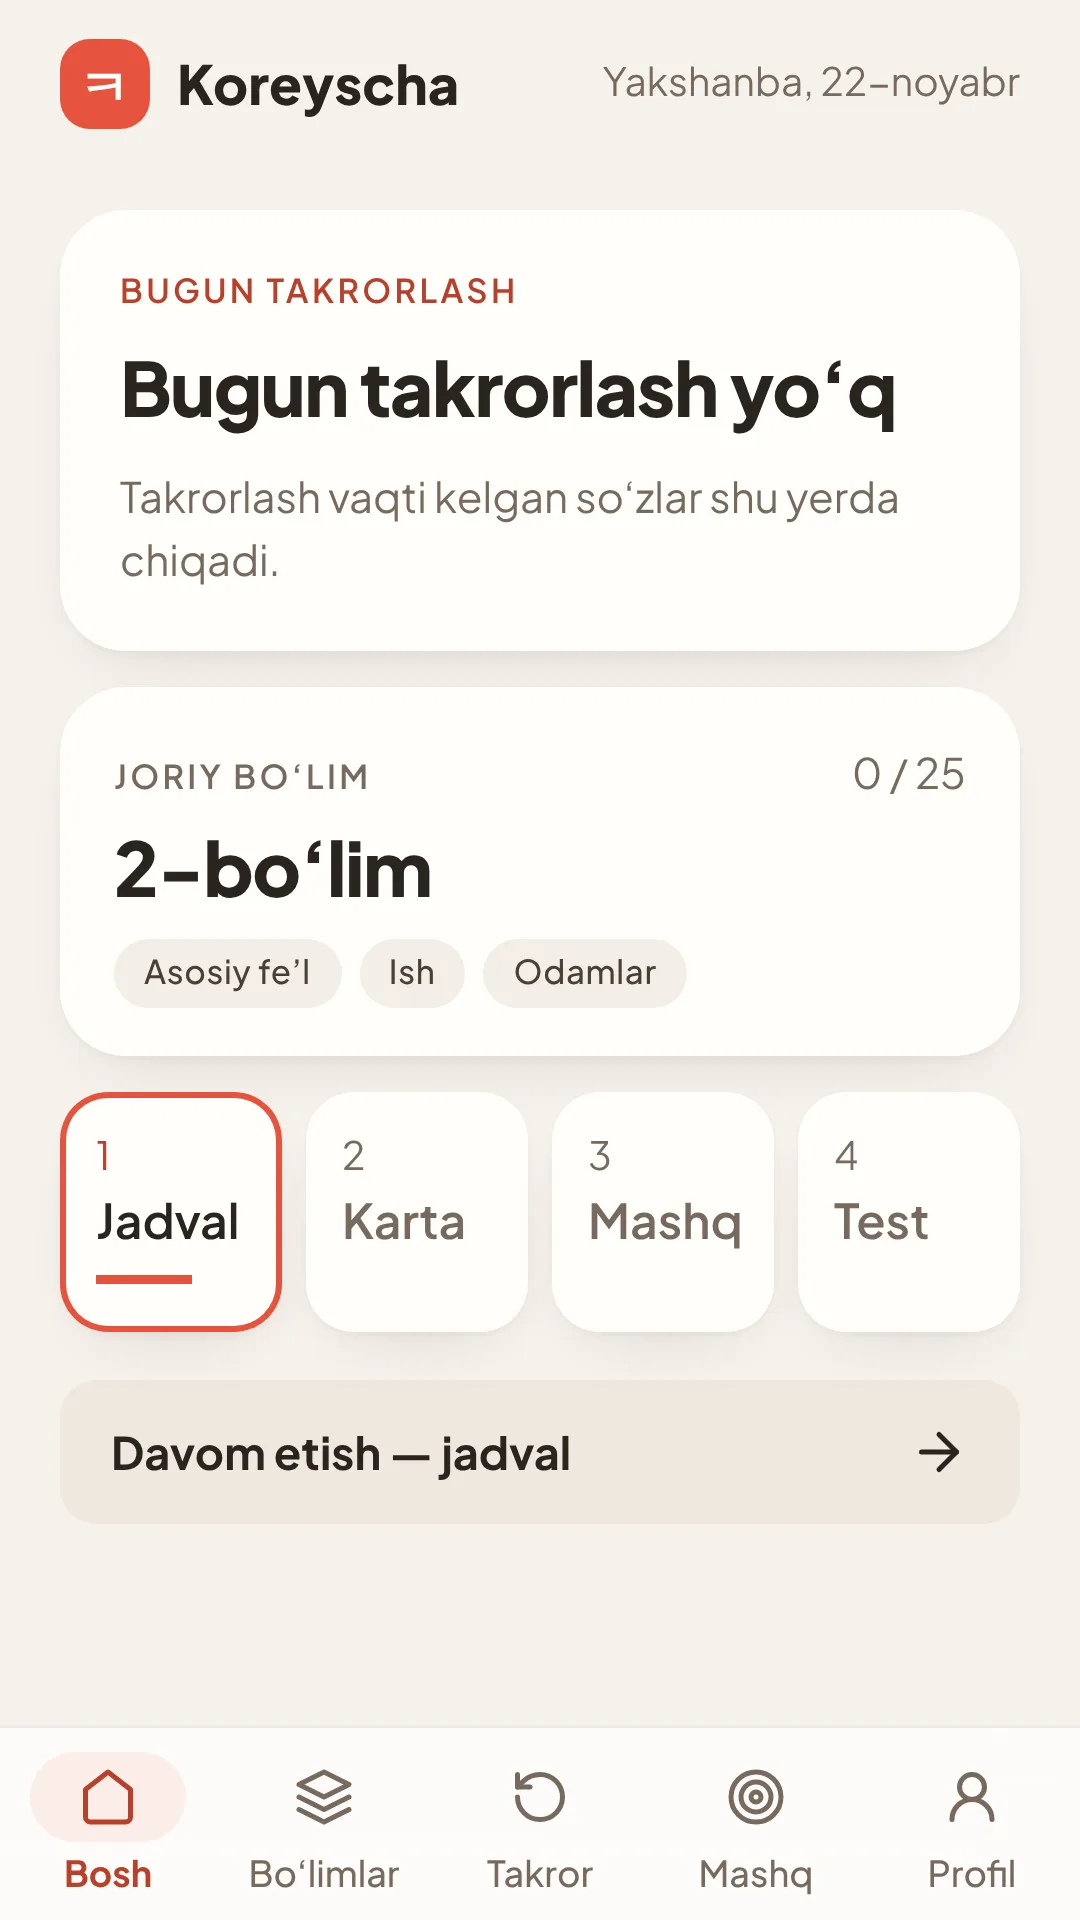 ㅋ Koreyscha
Yakshanba, 22-noyabr
BUGUN TAKRORLASH
Bugun takrorlash yo‘q
Takrorlash vaqti kelgan so‘zlar shu yerda
chiqadi.
JORIY BO‘LIM
0 / 25
2-bo‘lim
Asosiy fe’l
Ish
Odamlar
1
Jadval
2
Karta
3
Mashq
4
Test
Davom etish — jadval
Bosh
Bo‘limlar
Takror
Mashq
Profil